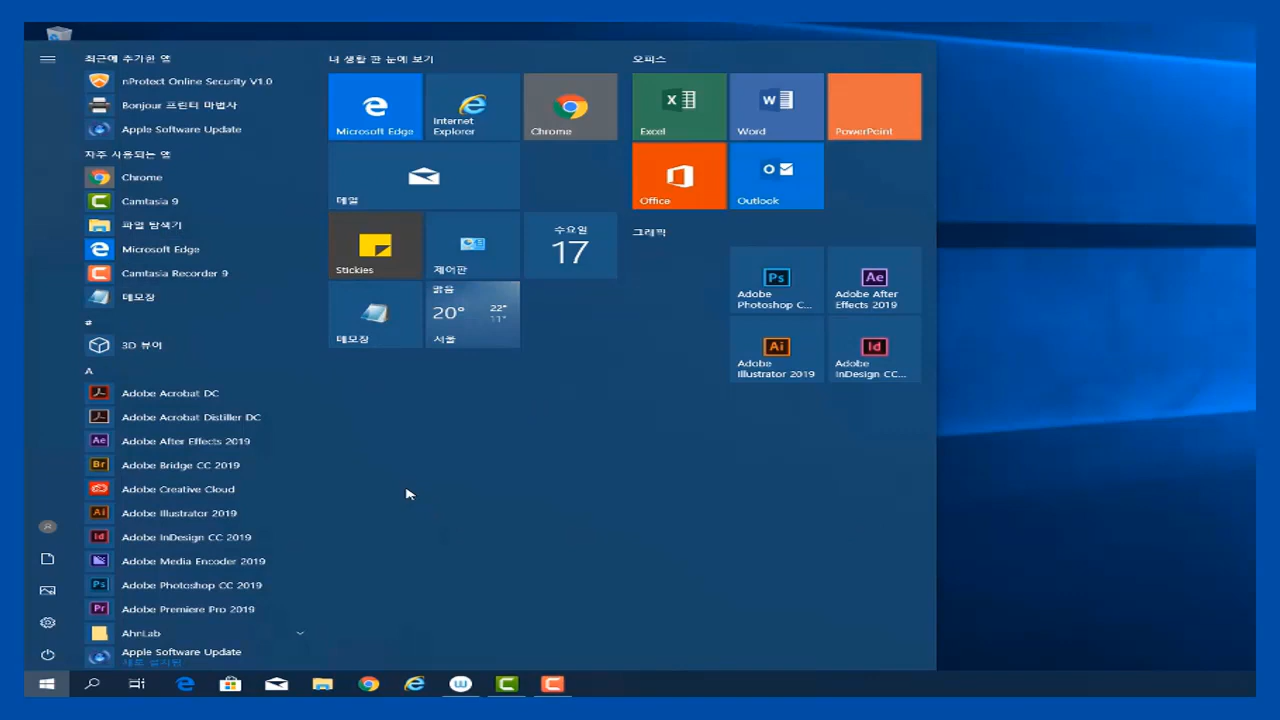 최근에 추가한 앱
nProtect Online Security V1.0
Bonjour 프린터 마법사
Apple Software Update
자주 사용되는 앱
Chrome
Camtasia 9
파일 탐색기
Microsoft Edge
Camtasia Recorder 9
메모장
#
3D 뷰어
A
Adobe Acrobat DC
Adobe Acrobat Distiller DC
Adobe After Effects 2019
Adobe Bridge CC 2019
Adobe Creative Cloud
Adobe Illustrator 2019
Adobe InDesign CC 2019
Adobe Media Encoder 2019
Adobe Photoshop CC 2019
Adobe Premiere Pro 2019
AhnLab
Apple Software Update
새로 설치됨
내 생활 한 눈에 보기
Microsoft Edge
Internet
Explorer
Chrome
메일
Stickies
제어판
수요일
17
메모장
맑음
20°
22°
11°
서울
오피스
Excel
Word
PowerPoint
Office
Outlook
그래픽
Ps
Adobe
Photoshop C...
Ae
Adobe After
Effects 2019
Ai
Adobe
Illustrator 2019
Id
Adobe
InDesign CC...